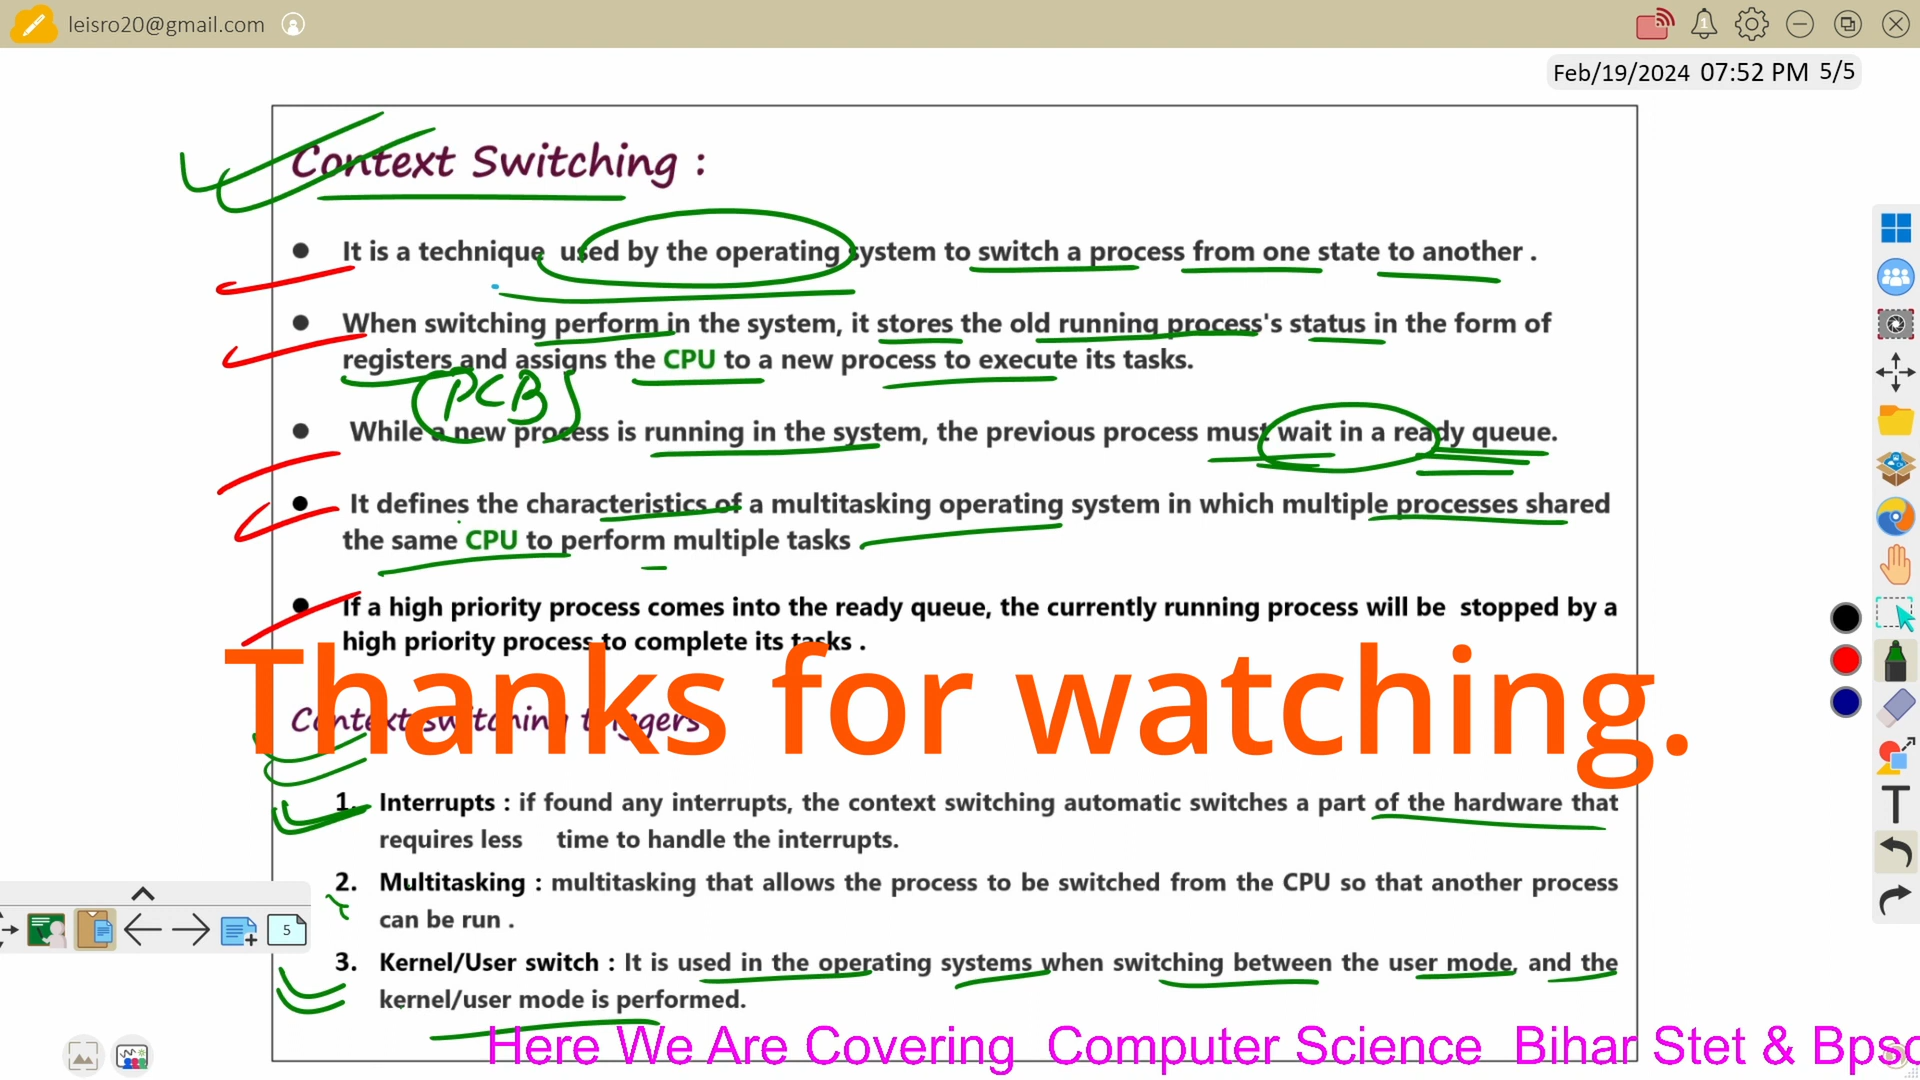 leisro20@gmail.com
1
Feb/19/2024 07:52 PM 5/5
Context Switching :
It is a technique used by the operating system to switch a process from one state to another .
When switching perform in the system, it stores the old running process's status in the form of
registers and assigns the CPU to a new process to execute its tasks.
(PCB)
While a new process is running in the system, the previous process must wait in a ready queue.
It defines the characteristics of a multitasking operating system in which multiple processes shared
the same CPU to perform multiple tasks
If a high priority process comes into the ready queue, the currently running process will be stopped by a
high priority process to complete its tasks .
Thanks for watching.
Context switching triggers
1. Interrupts : if found any interrupts, the context switching automatic switches a part of the hardware that
requires less time to handle the interrupts.
2. Multitasking : multitasking that allows the process to be switched from the CPU so that another process
can be run .
5
3. Kernel/User switch : It is used in the operating systems when switching between the user mode, and the
kernel/user mode is performed.
Here We Are Covering Computer Science Bihar Stet & Bpsc